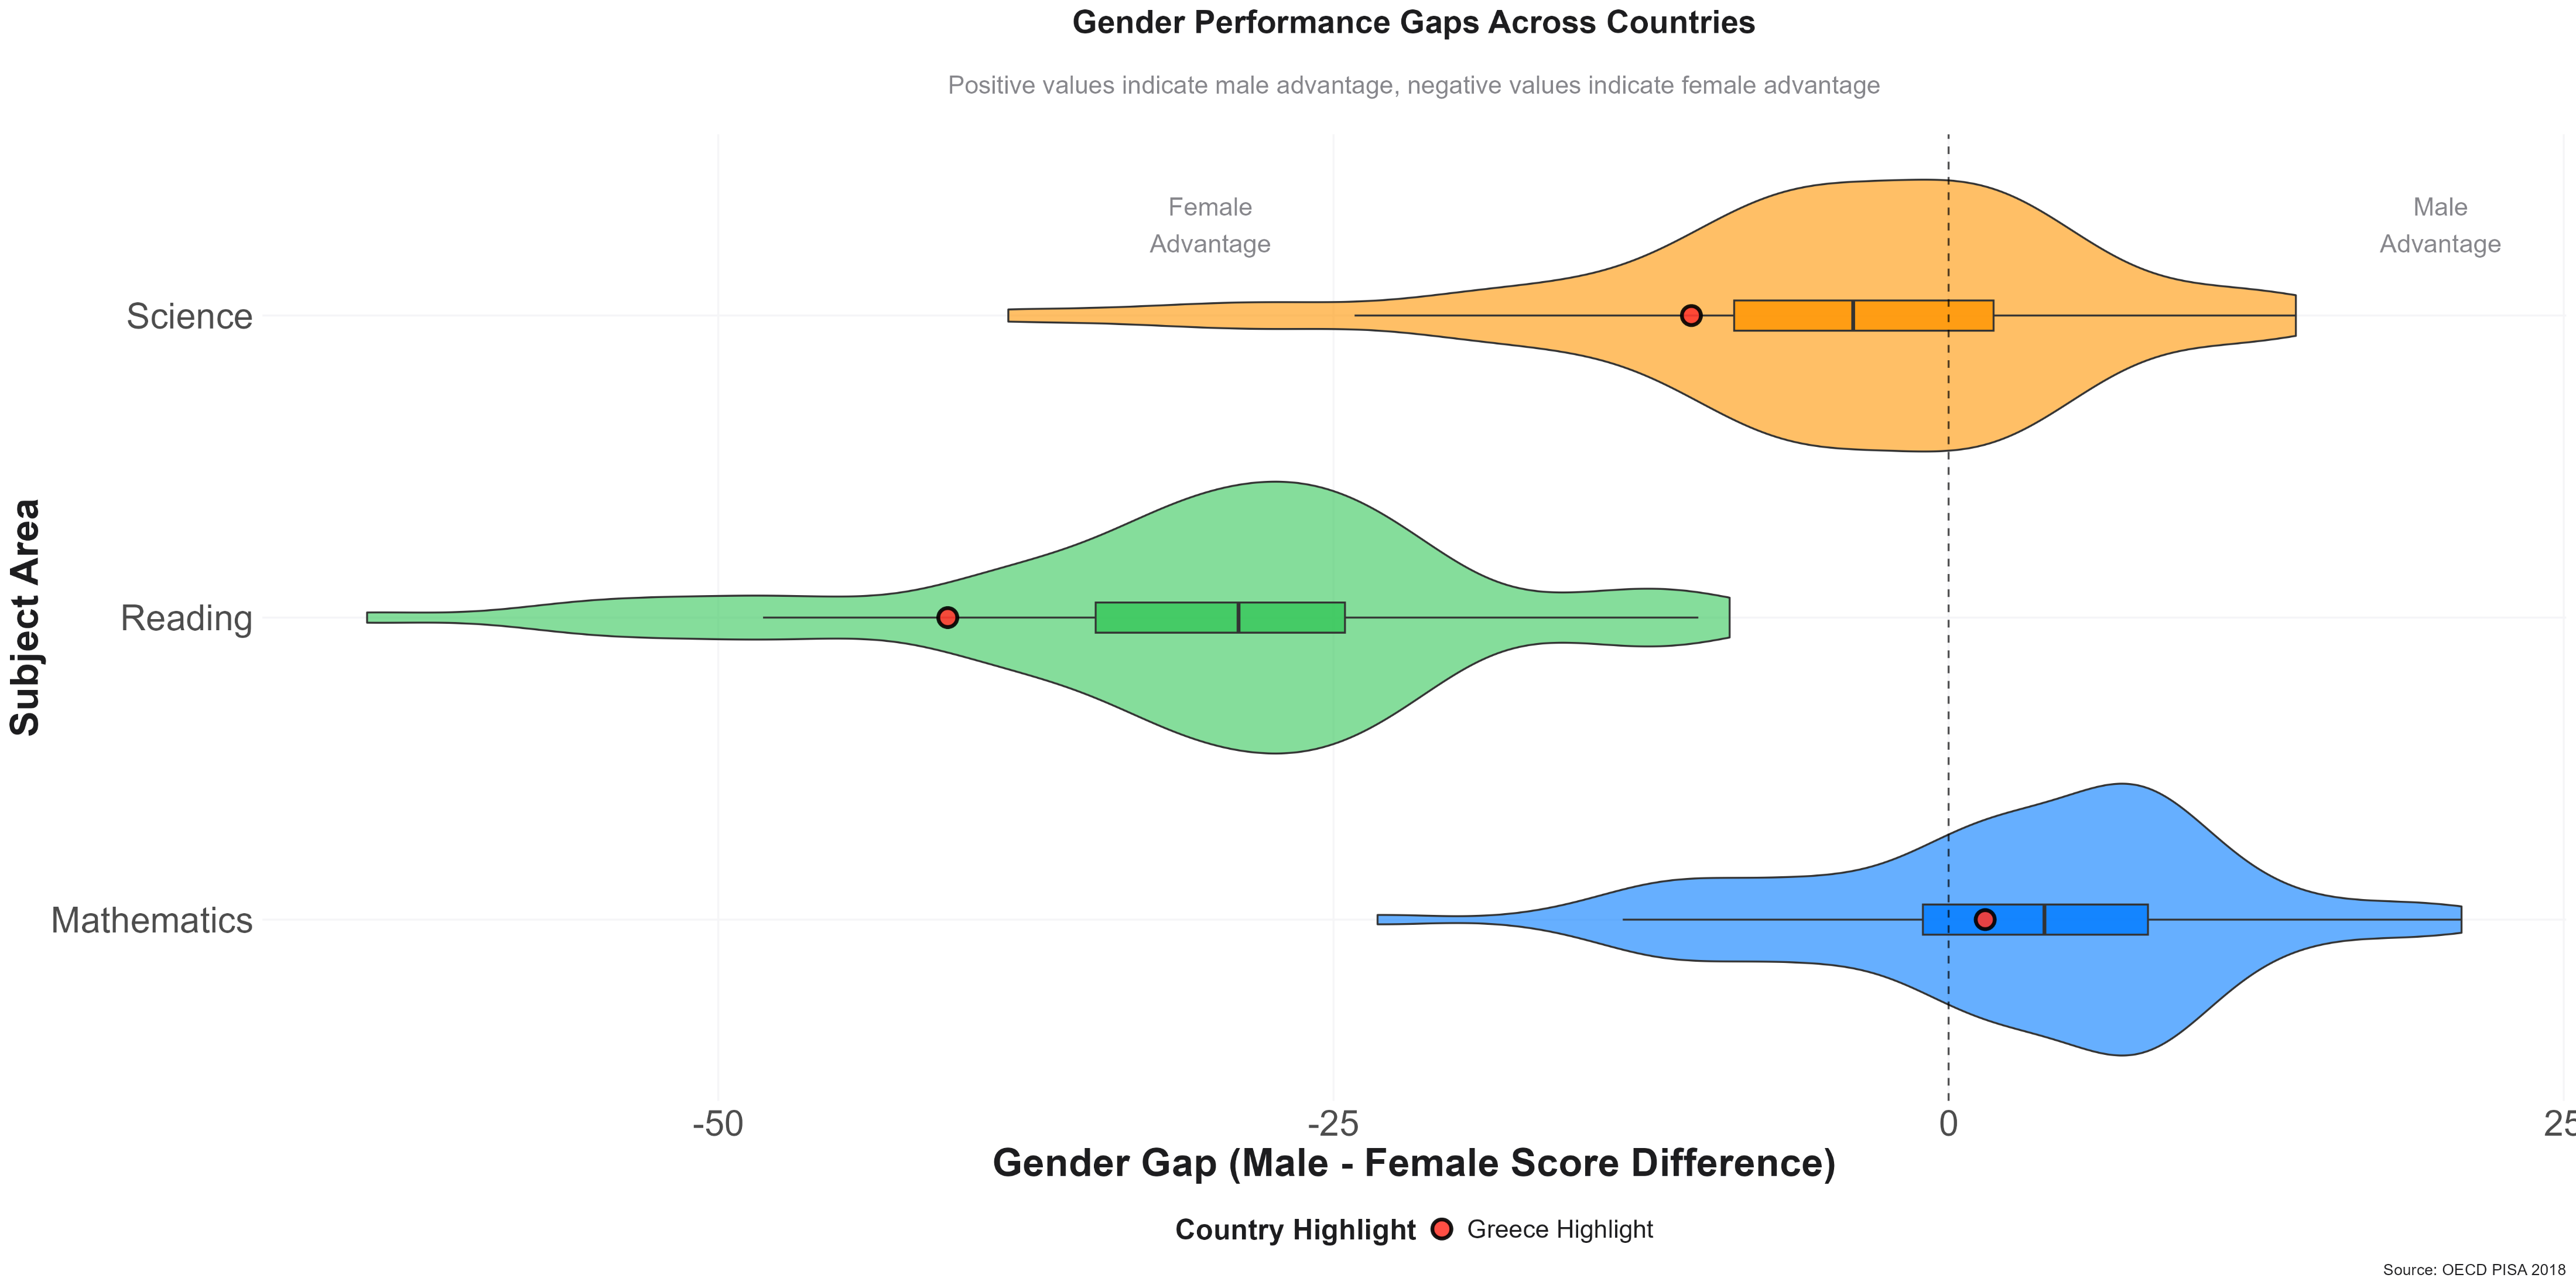 Gender Performance Gaps Across Countries
Positive values indicate male advantage, negative values indicate female advantage
Female
Advantage
Male
Advantage
Science
Reading
Mathematics
Subject Area
-50
-25
0
25
Gender Gap (Male - Female Score Difference)
Country Highlight
Greece Highlight
Source: OECD PISA 2018